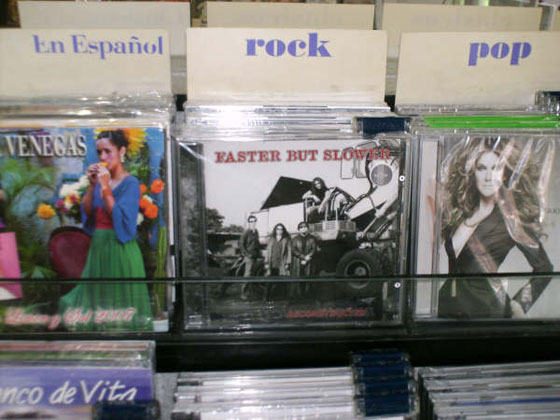 En Español
rock
pop
VENEGAS
FASTER BUT SLOWER
nco de Vita